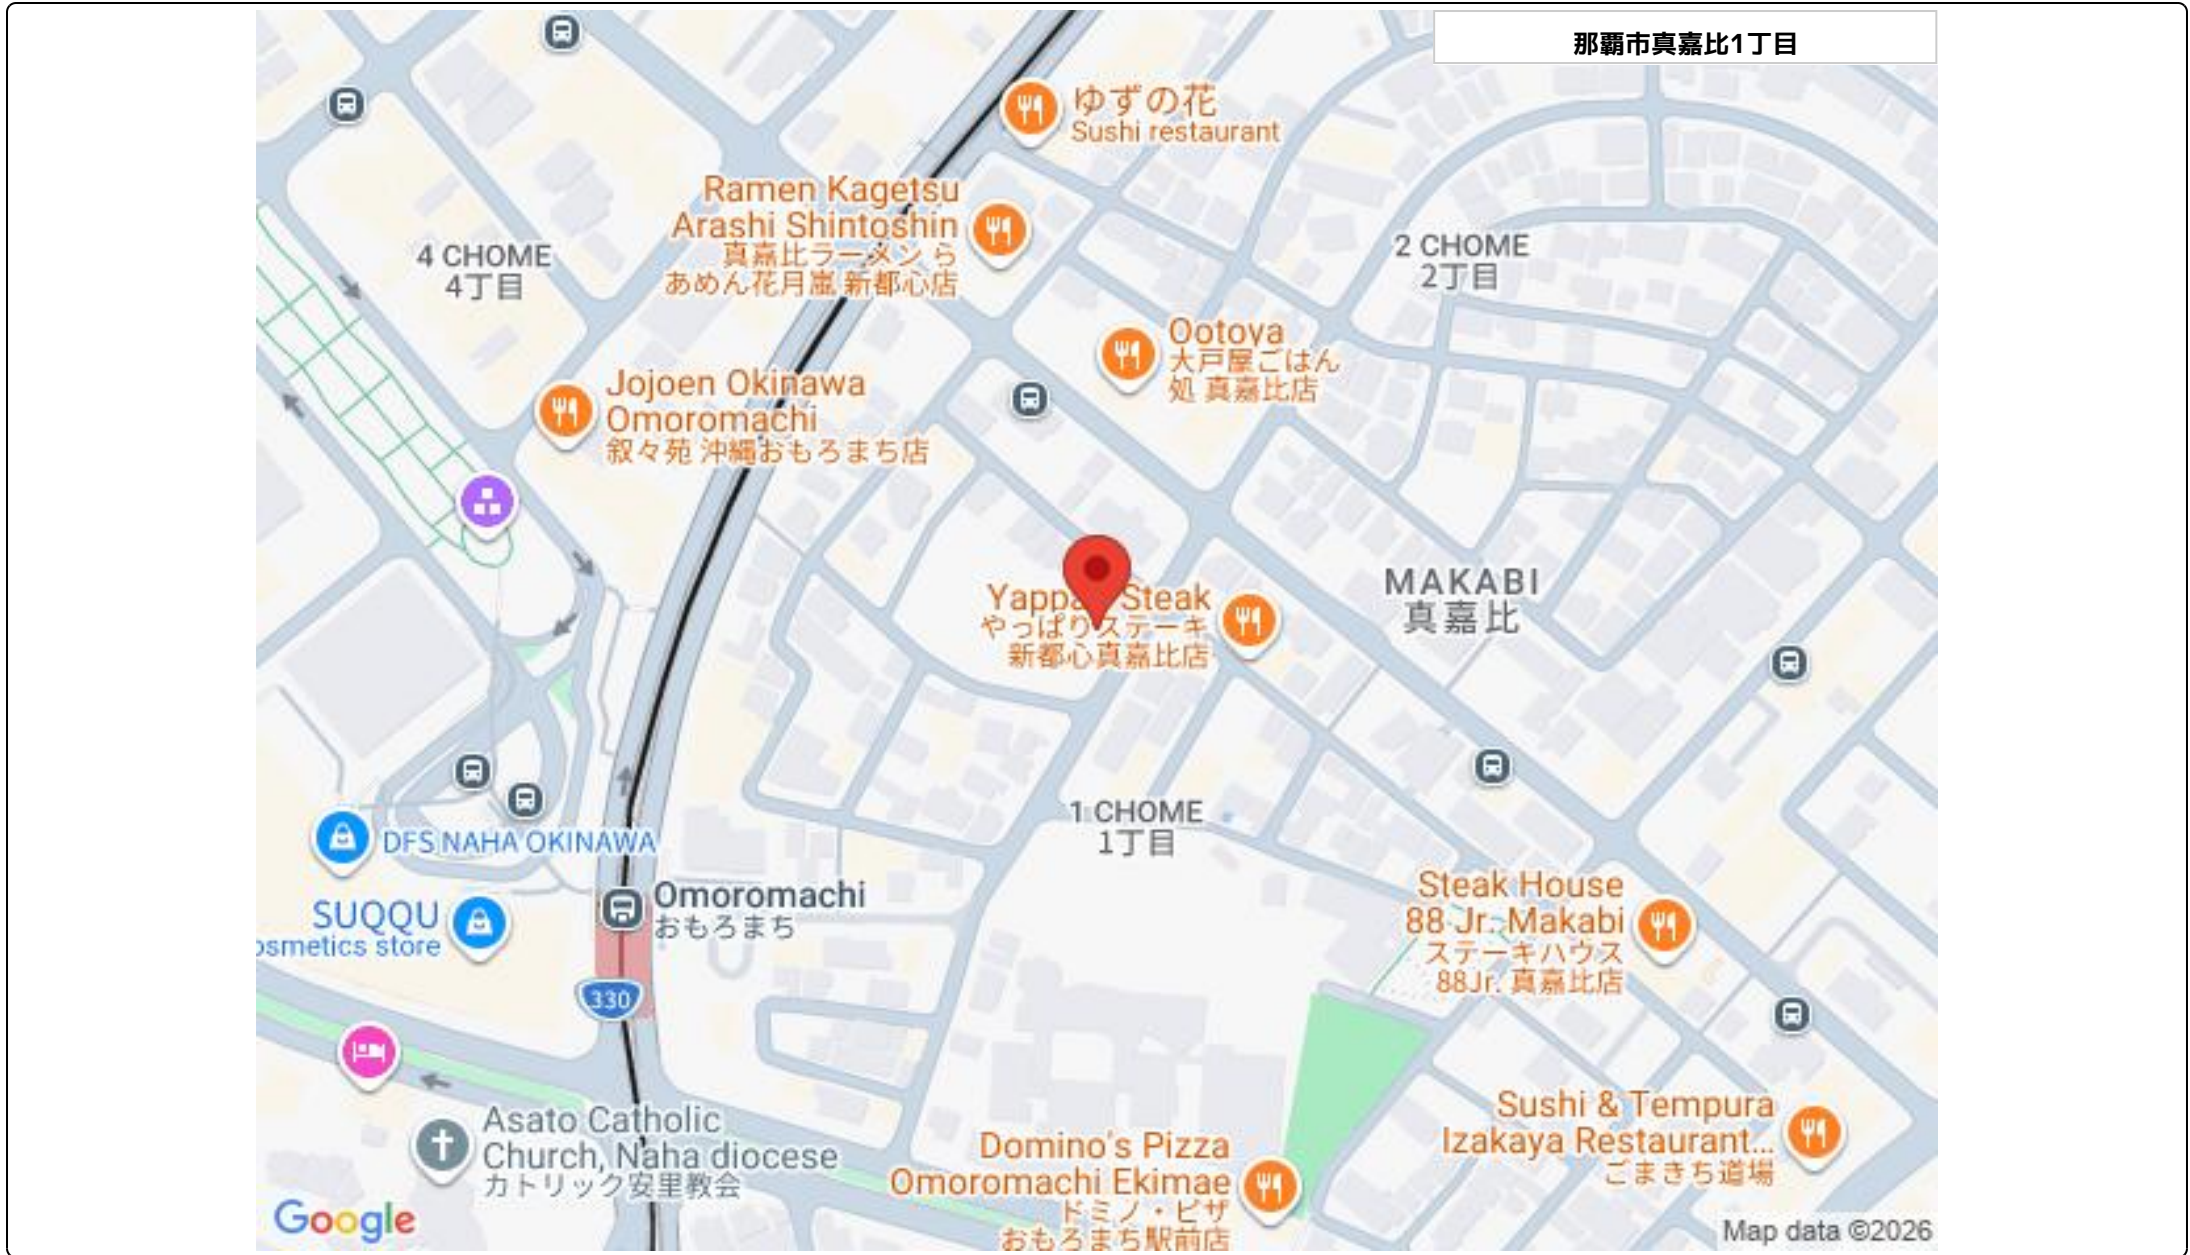 那覇市真嘉比1丁目
ゆずの花
Sushi restaurant
Ramen Kagetsu
Arashi Shintoshin
真嘉比ラーメン ら
あめん花月嵐 新都心店
4 CHOME
4丁目
2 CHOME
2丁目
Ootoya
大戸屋ごはん
処 真嘉比店
Jojoen Okinawa
Omoromachi
叙々苑 沖縄おもろまち店
MAKABI
真嘉比
Steak
やっぱりステーキ
新都心真嘉比店
1 CHOME
1丁目
DFS NAHA OKINAWA
Omoromachi
おもろまち
SUQQU
osmetics store
330
Steak House
88 Jr. Makabi
ステーキハウス
88Jr. 真嘉比店
Asato Catholic
Church, Naha diocese
カトリック安里教会
Domino's Pizza
Omoromachi Ekimae
ドミノ・ピザ
おもろまち駅前店
Sushi & Tempura
Izakaya Restaurant...
ごまきち道場
Google
Map data ©2026